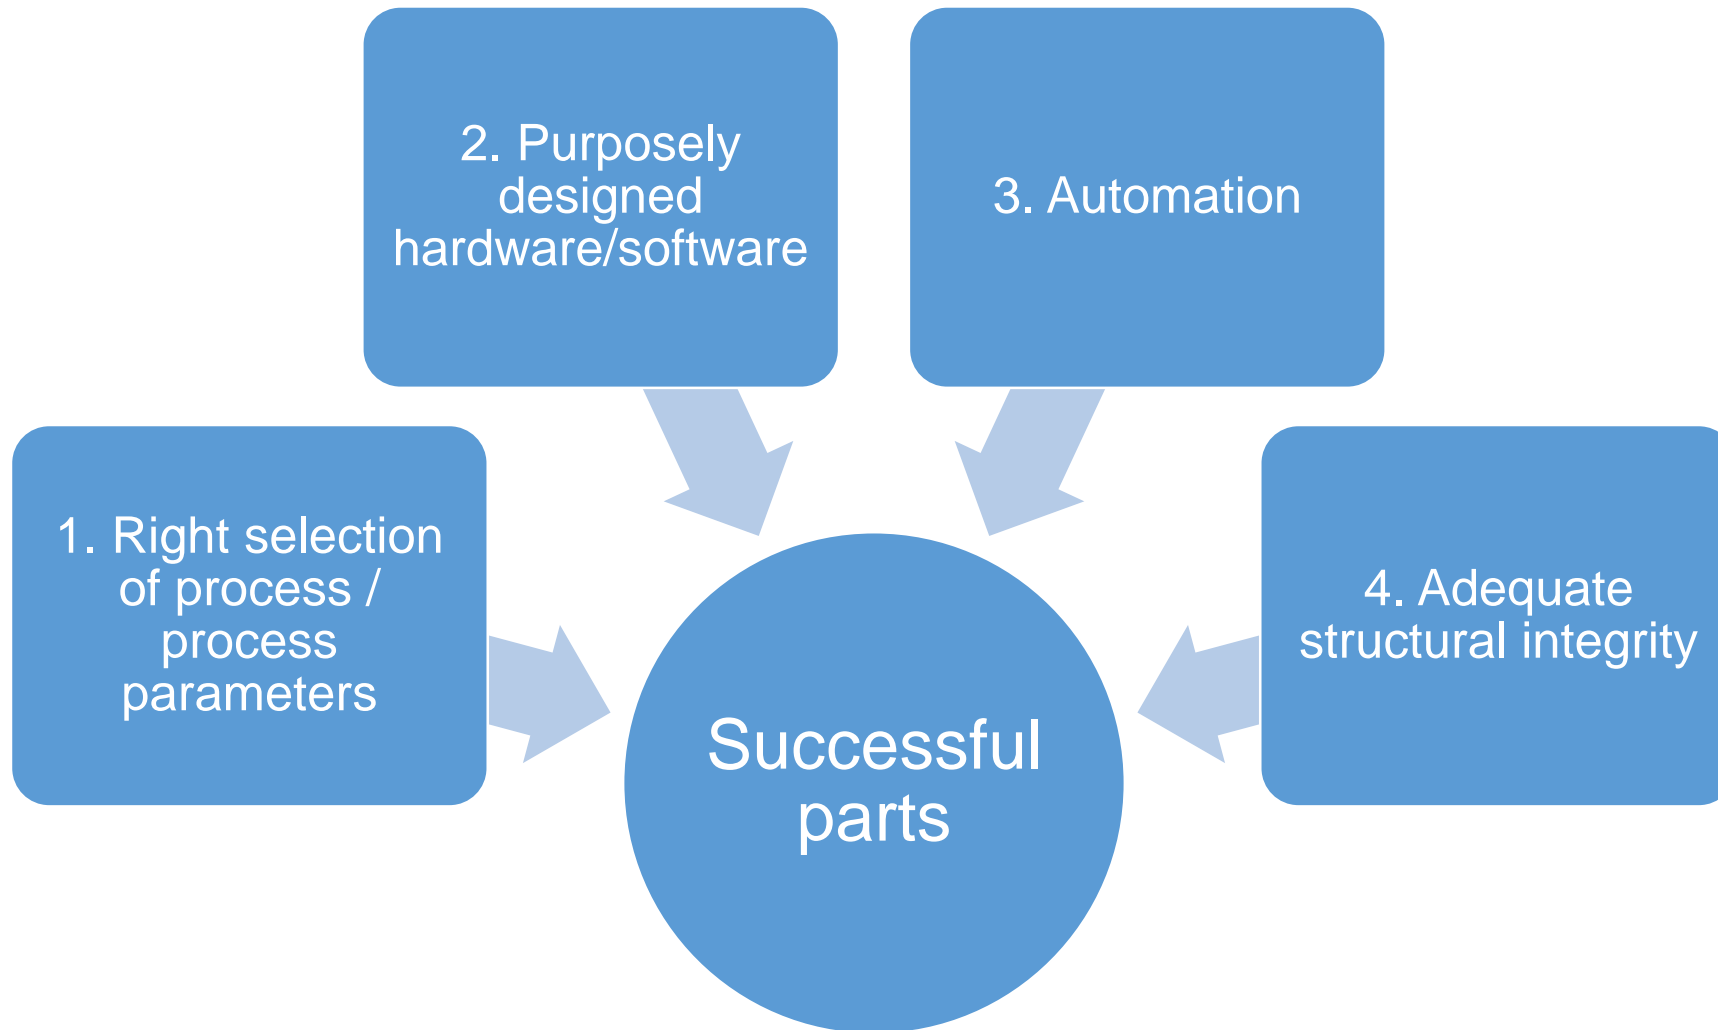 1. Right selection
of process /
process
parameters
2. Purposely
designed
hardware/software
3. Automation
4. Adequate
structural integrity
Successful
parts